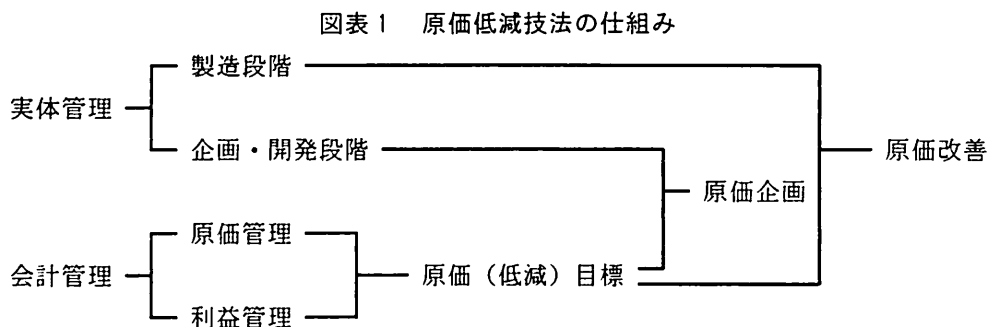 図表1 原価低減技法の仕組み
製造段階
実体管理
企画・開発段階
原価改善
原価企画
原価管理
会計管理
原価（低減）目標
利益管理